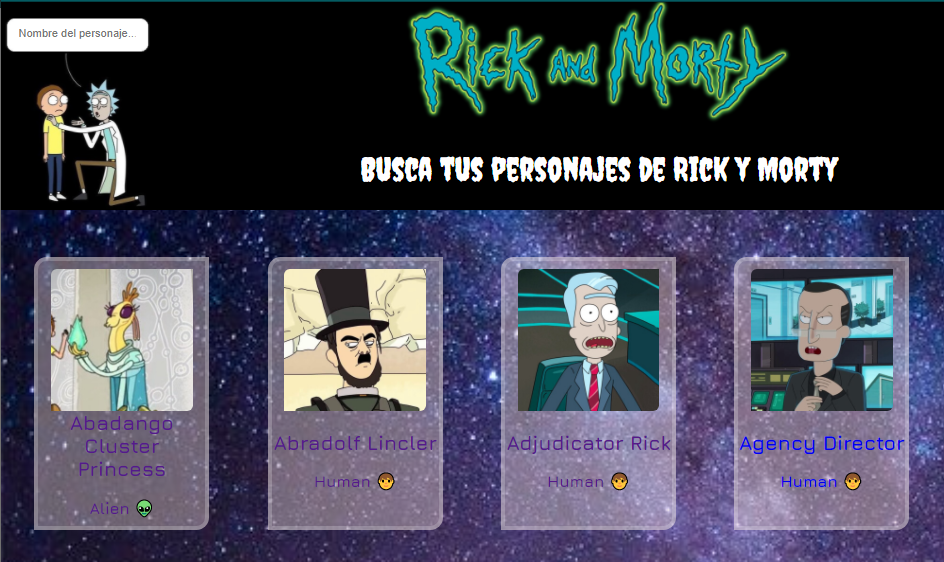 Nombre del personaje...
Rick and Morty
BUSCA TUS PERSONAJES DE RICK Y MORTY
Abadango
Cluster
Princess
Alien 👽
Abradolf Lincler
Human 👨
Adjudicator Rick
Human 👨
Agency Director
Human 👨